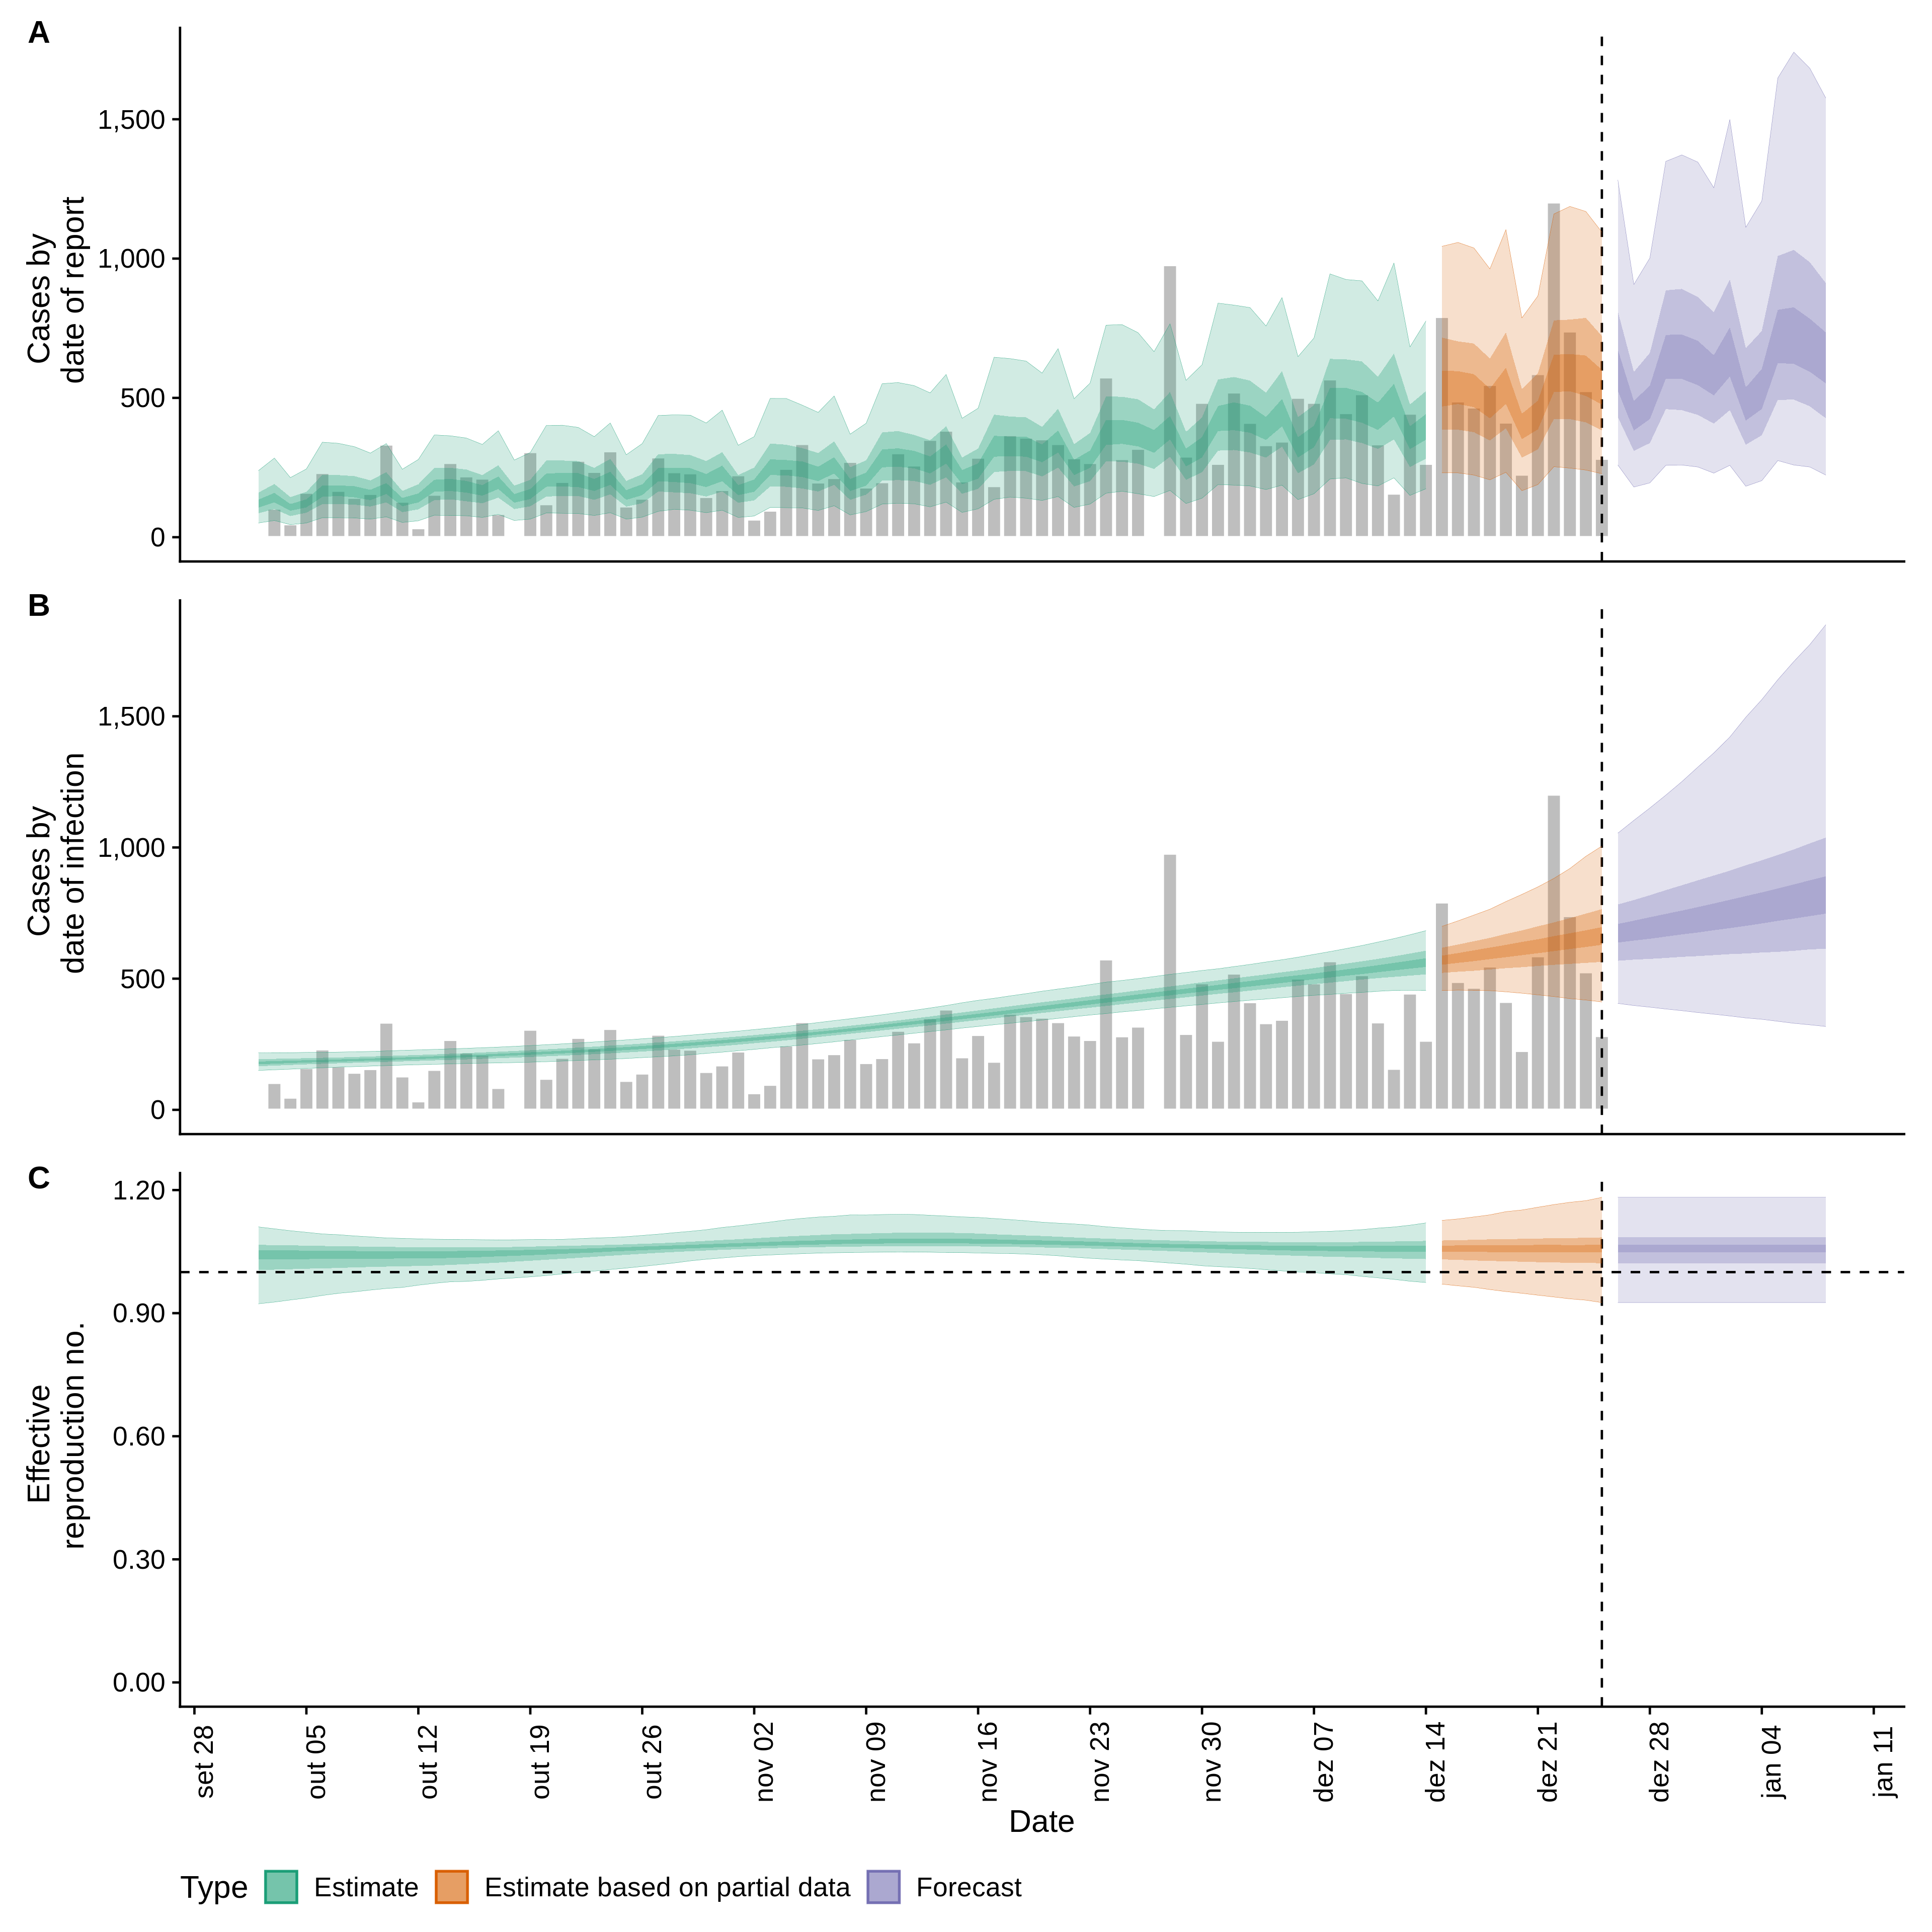 A
Cases by
date of report
1,500
1,000
500
0
B
Cases by
date of infection
1,500
1,000
500
0
C
Effective
reproduction no.
1.20
0.90
0.60
0.30
0.00
set 28
out 05
out 12
out 19
out 26
nov 02
nov 09
nov 16
nov 23
nov 30
dez 07
dez 14
dez 21
dez 28
jan 04
jan 11
Date
Type Estimate Estimate based on partial data Forecast